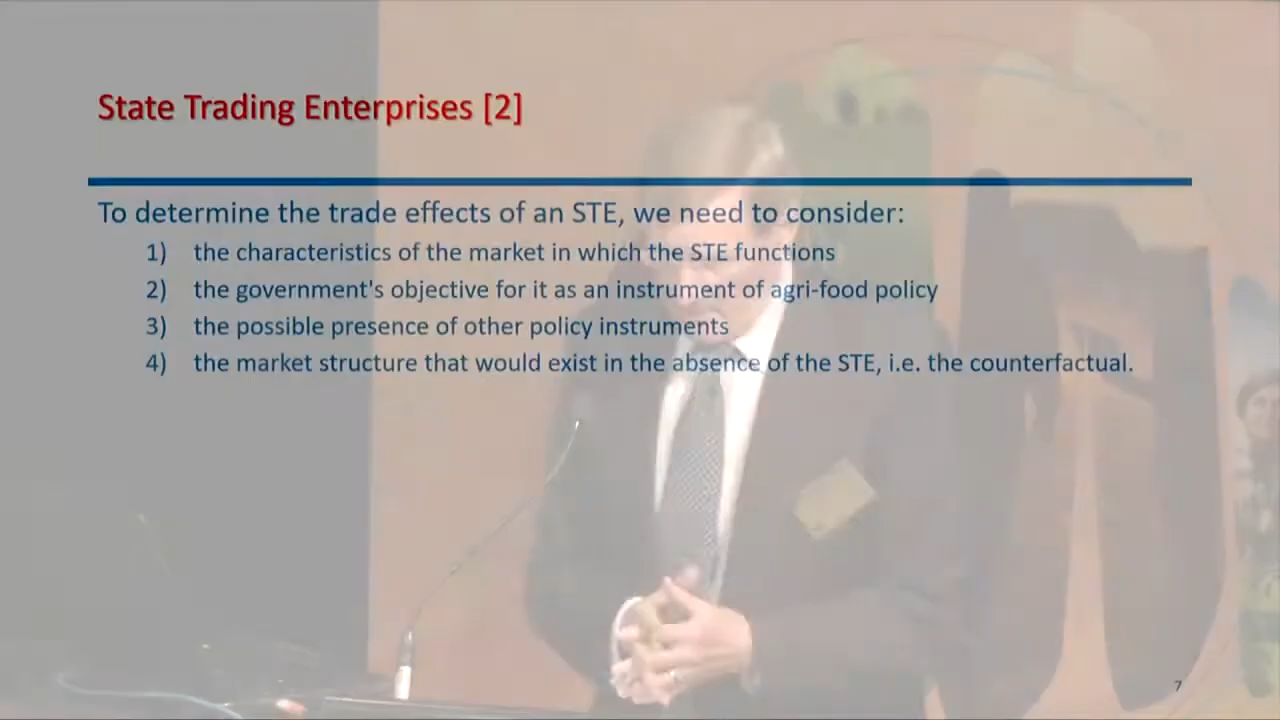 State Trading Enterprises [2]
To determine the trade effects of an STE, we need to consider:
1) the characteristics of the market in which the STE functions
2) the government's objective for it as an instrument of agri-food policy
3) the possible presence of other policy instruments
4) the market structure that would exist in the absence of the STE, i.e. the counterfactual.
7